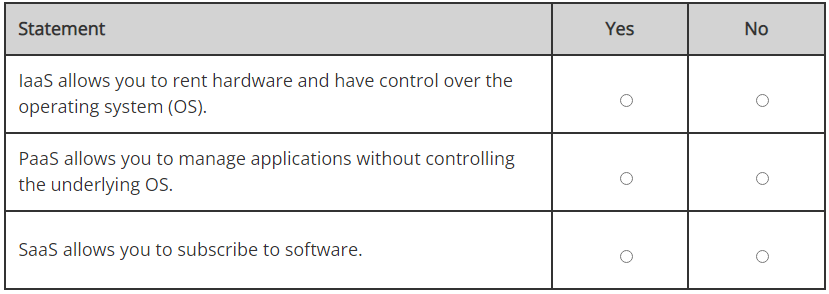 Statement Yes No
IaaS allows you to rent hardware and have control over the
operating system (OS).
PaaS allows you to manage applications without controlling
the underlying OS.
SaaS allows you to subscribe to software.